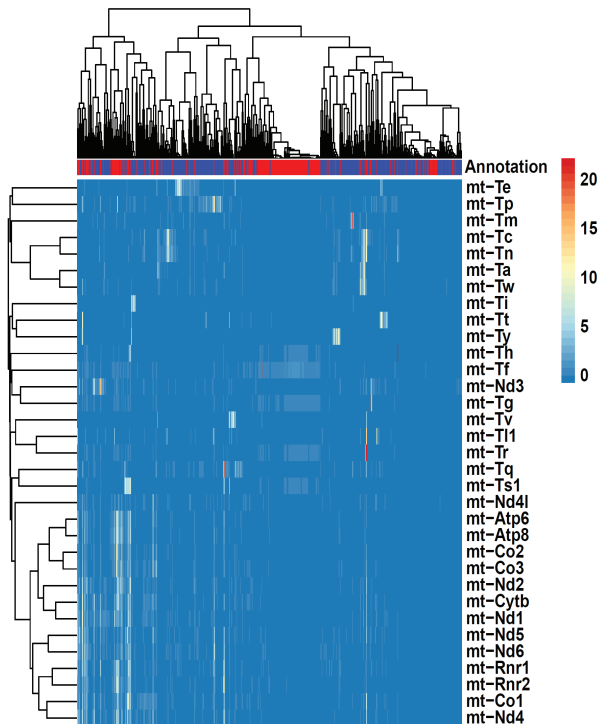 Annotation
mt-Te
mt-Tp
mt-Tm
mt-Tc
mt-Tn
mt-Ta
mt-Tw
mt-Ti
mt-Tt
mt-Ty
mt-Th
mt-Tf
mt-Nd3
mt-Tg
mt-Tv
mt-Tl1
mt-Tr
mt-Tq
mt-Ts1
mt-Nd4l
mt-Atp6
mt-Atp8
mt-Co2
mt-Co3
mt-Nd2
mt-Cytb
mt-Nd1
mt-Nd5
mt-Nd6
mt-Rnr1
mt-Rnr2
mt-Co1
mt-Nd4
20
15
10
5
0